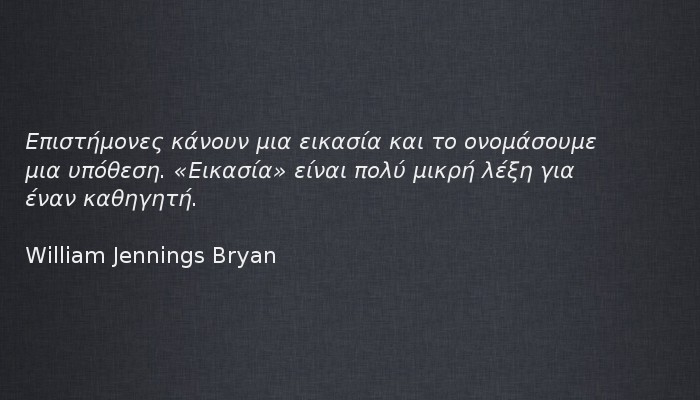 Επιστήμονες κάνουν μια εικασία και το ονομάσουμε
μια υπόθεση. «Εικασία» είναι πολύ μικρή λέξη για
έναν καθηγητή.
William Jennings Bryan